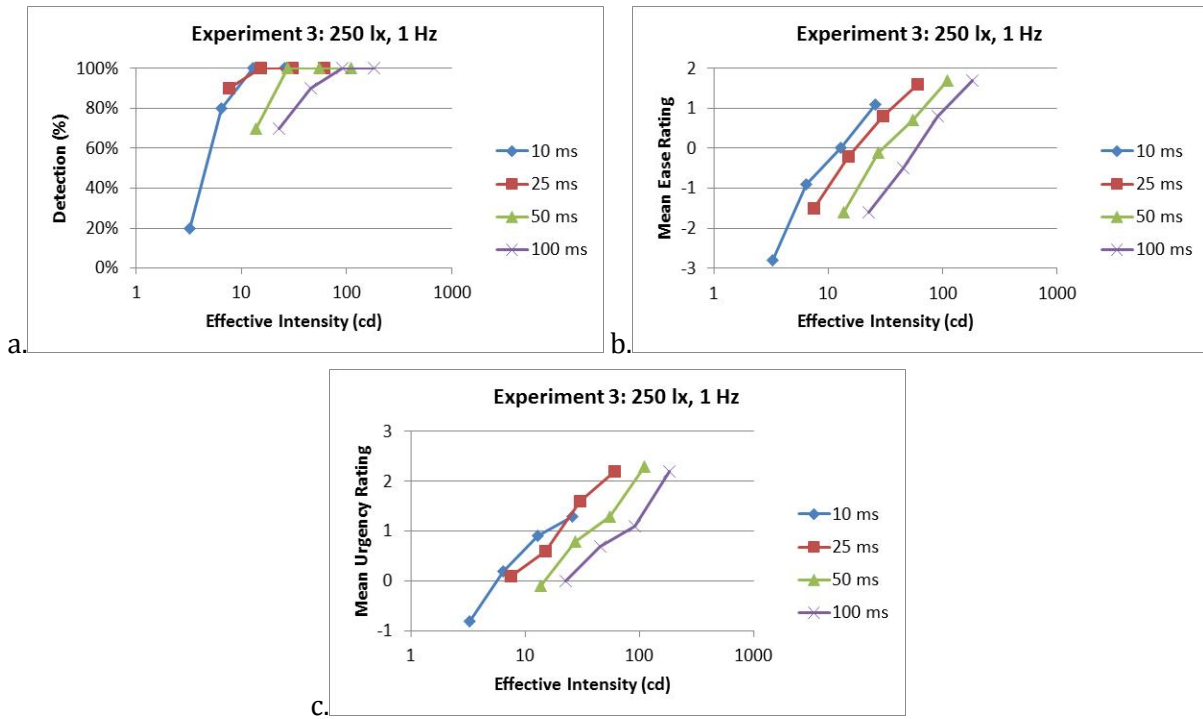 Experiment 3: 250 lx, 1 Hz
100%
80%
60%
40%
20%
0%
Detection (%)
1 10 100 1000
Effective Intensity (cd)
10 ms
25 ms
50 ms
100 ms
a.
Experiment 3: 250 lx, 1 Hz
2
1
0
-1
-2
-3
Mean Ease Rating
1 10 100 1000
Effective Intensity (cd)
10 ms
25 ms
50 ms
100 ms
b.
Experiment 3: 250 lx, 1 Hz
3
2
1
0
-1
Mean Urgency Rating
1 10 100 1000
Effective Intensity (cd)
10 ms
25 ms
50 ms
100 ms
c.